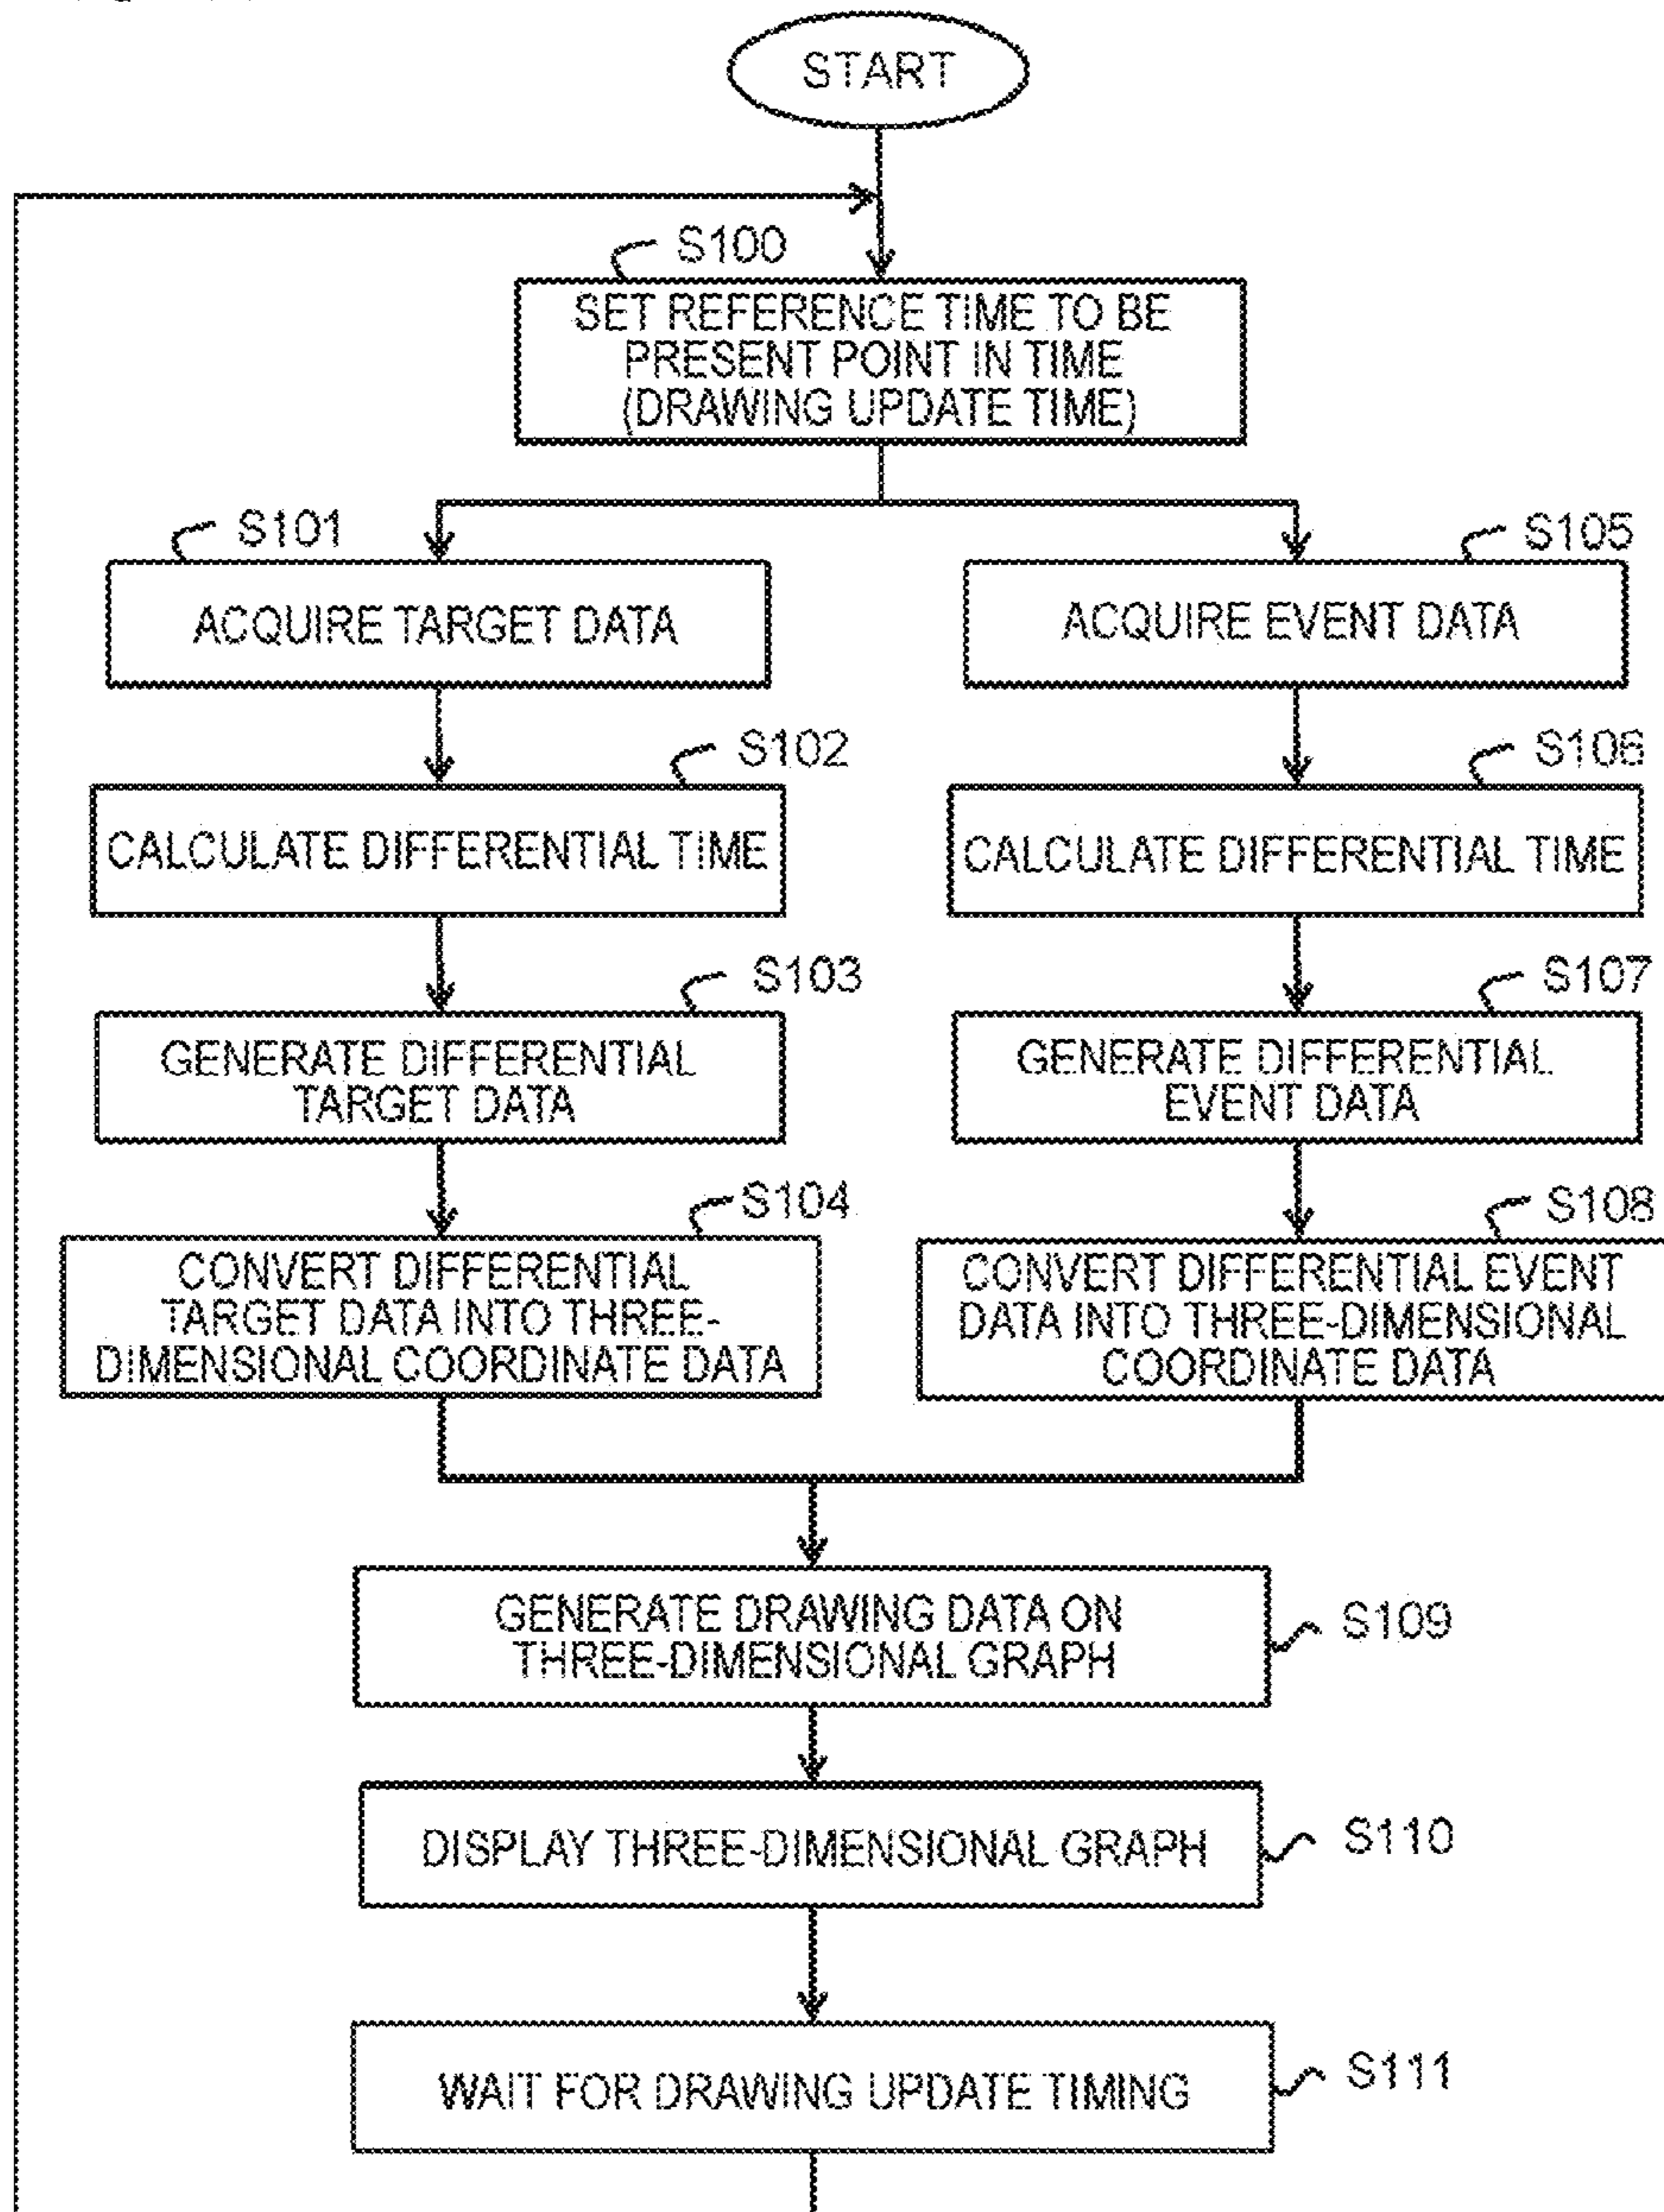 START
S100
SET REFERENCE TIME TO BE
PRESENT POINT IN TIME
(DRAWING UPDATE TIME)
S101
ACQUIRE TARGET DATA
S105
ACQUIRE EVENT DATA
S102
CALCULATE DIFFERENTIAL TIME
S106
CALCULATE DIFFERENTIAL TIME
S103
GENERATE DIFFERENTIAL
TARGET DATA
S107
GENERATE DIFFERENTIAL
EVENT DATA
S104
CONVERT DIFFERENTIAL
TARGET DATA INTO THREE-
DIMENSIONAL COORDINATE DATA
S108
CONVERT DIFFERENTIAL EVENT
DATA INTO THREE-DIMENSIONAL
COORDINATE DATA
GENERATE DRAWING DATA ON
THREE-DIMENSIONAL GRAPH
S109
DISPLAY THREE-DIMENSIONAL GRAPH
S110
WAIT FOR DRAWING UPDATE TIMING
S111